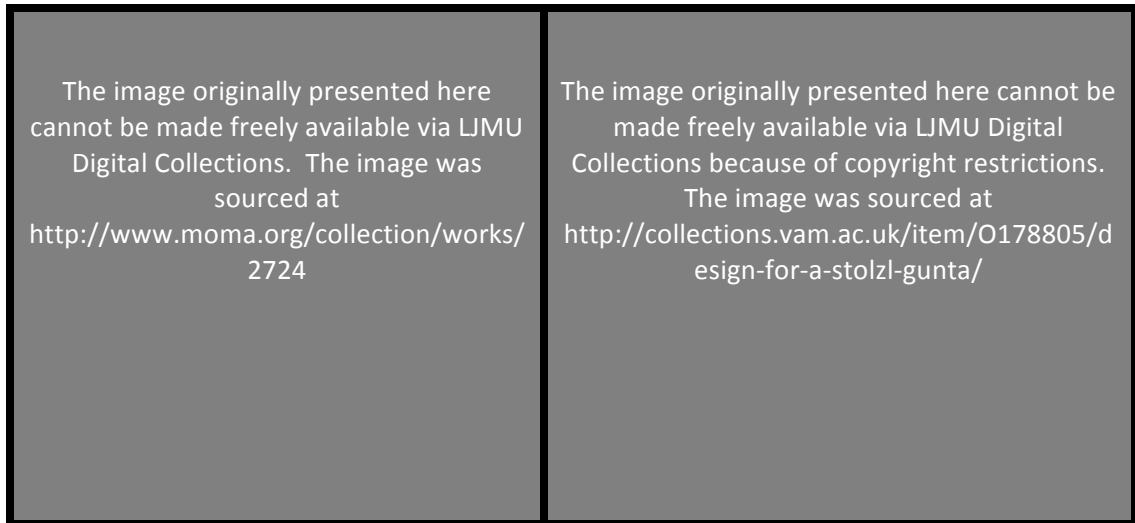 The image originally presented here
cannot be made freely available via LJMU
Digital Collections.  The image was
sourced at
http://www.moma.org/collection/works/
2724
The image originally presented here cannot be
made freely available via LJMU Digital
Collections because of copyright restrictions.
The image was sourced at
http://collections.vam.ac.uk/item/O178805/d
esign-for-a-stolzl-gunta/